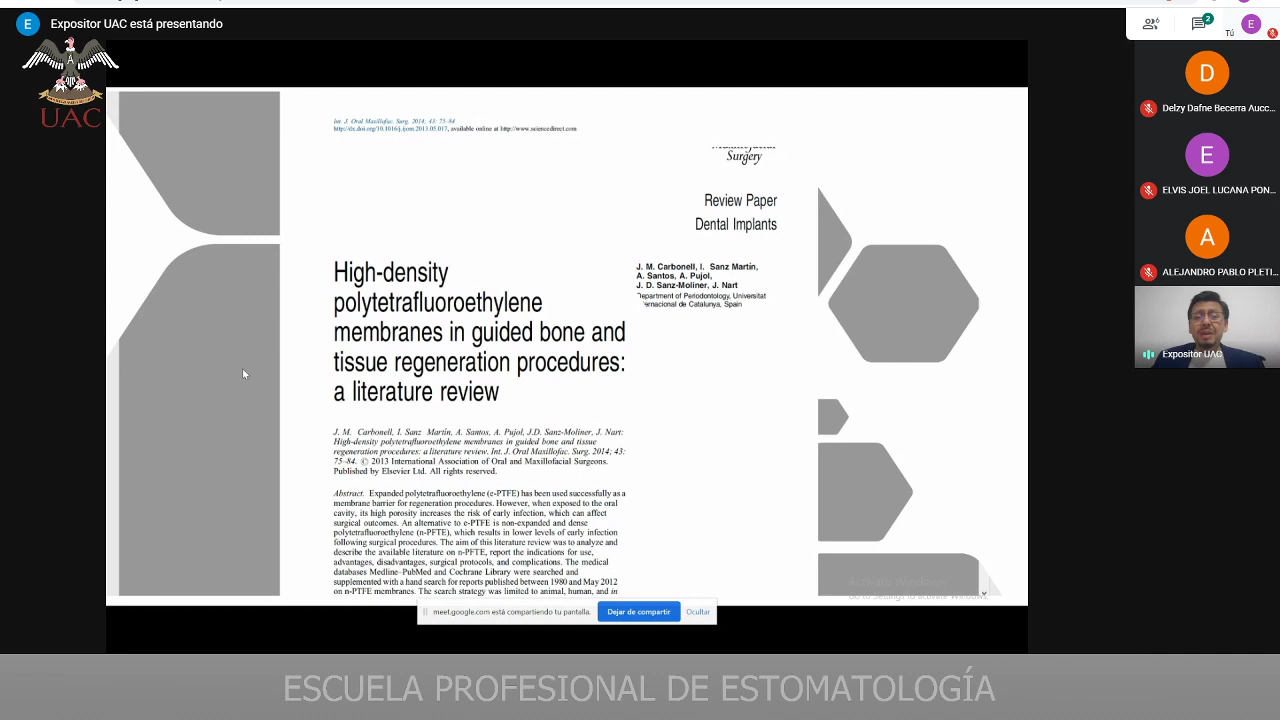 E
Expositor UAC está presentando
6
2
Tú
E
UAC
D
Delzy Dafne Becerra Aucc...
E
ELVIS JOEL LUCANA PON...
A
ALEJANDRO PABLO PLETI...
Expositor UAC
Int. J. Oral Maxillofac. Surg. 2014; 43: 75–84
http://dx.doi.org/10.1016/j.ijom.2013.05.017, available online at http://www.sciencedirect.com
Maxillofacial
Surgery
Review Paper
Dental Implants
High-density
polytetrafluoroethylene
membranes in guided bone and
tissue regeneration procedures:
a literature review
J. M. Carbonell, I. Sanz Martín,
A. Santos, A. Pujol,
J. D. Sanz-Moliner, J. Nart
Department of Periodontology, Universitat
ternacional de Catalunya, Spain
J. M. Carbonell, I. Sanz Martín, A. Santos, A. Pujol, J.D. Sanz-Moliner, J. Nart:
High-density polytetrafluoroethylene membranes in guided bone and tissue
regeneration procedures: a literature review. Int. J. Oral Maxillofac. Surg. 2014; 43:
75–84. © 2013 International Association of Oral and Maxillofacial Surgeons.
Published by Elsevier Ltd. All rights reserved.
Abstract. Expanded polytetrafluoroethylene (e-PTFE) has been used successfully as a
membrane barrier for regeneration procedures. However, when exposed to the oral
cavity, its high porosity increases the risk of early infection, which can affect
surgical outcomes. An alternative to e-PTFE is non-expanded and dense
polytetrafluoroethylene (n-PFTE), which results in lower levels of early infection
following surgical procedures. The aim of this literature review was to analyze and
describe the available literature on n-PFTE, report the indications for use,
advantages, disadvantages, surgical protocols, and complications. The medical
databases Medline–PubMed and Cochrane Library were searched and
supplemented with a hand search for reports published between 1980 and May 2012
on n-PTFE membranes. The search strategy was limited to animal, human, and in
Activate Windows
Go to Settings to activate Windows.
meet.google.com está compartiendo tu pantalla.
Dejar de compartir
Ocultar
ESCUELA PROFESIONAL DE ESTOMATOLOGÍA